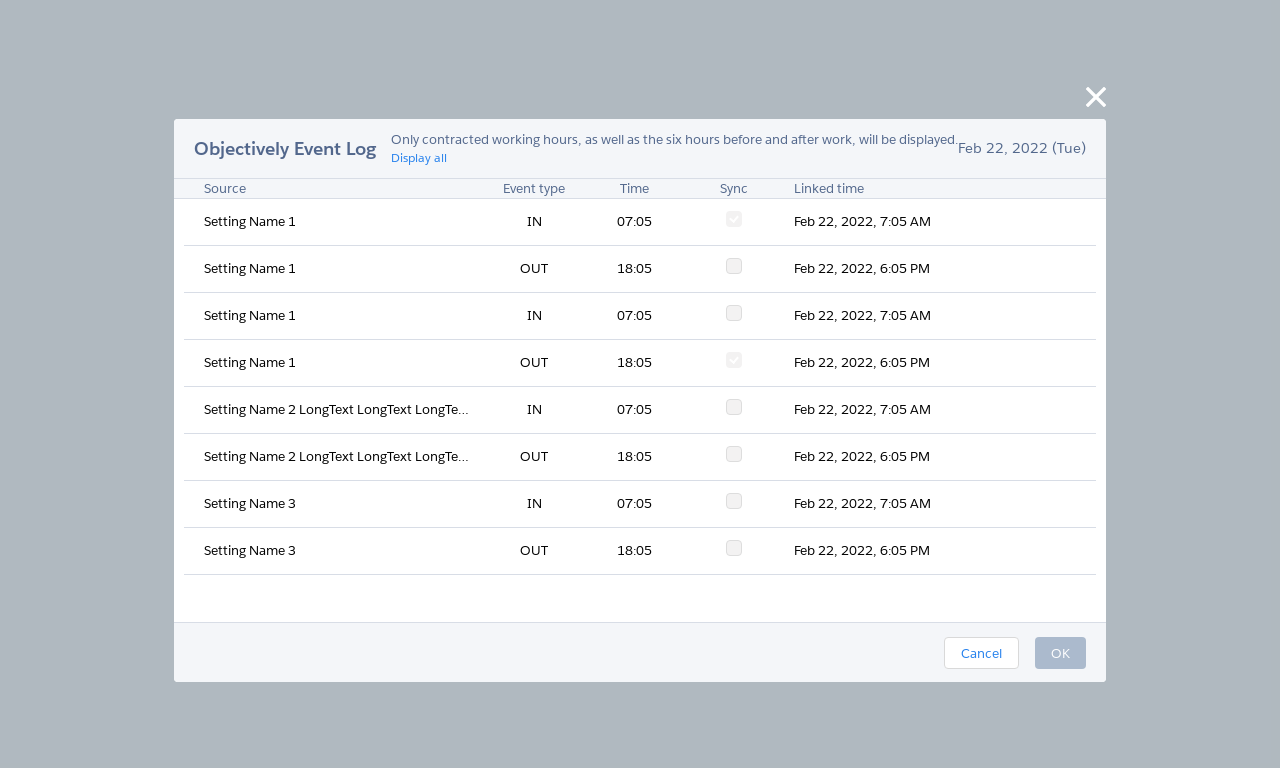 Objectively Event Log
Only contracted working hours, as well as the six hours before and after work, will be displayed.
Display all
Feb 22, 2022 (Tue)
Source Event type Time Sync Linked time
Setting Name 1 IN 07:05 Feb 22, 2022, 7:05 AM
Setting Name 1 OUT 18:05 Feb 22, 2022, 6:05 PM
Setting Name 1 IN 07:05 Feb 22, 2022, 7:05 AM
Setting Name 1 OUT 18:05 Feb 22, 2022, 6:05 PM
Setting Name 2 LongText LongText LongTe... IN 07:05 Feb 22, 2022, 7:05 AM
Setting Name 2 LongText LongText LongTe... OUT 18:05 Feb 22, 2022, 6:05 PM
Setting Name 3 IN 07:05 Feb 22, 2022, 7:05 AM
Setting Name 3 OUT 18:05 Feb 22, 2022, 6:05 PM
Cancel OK